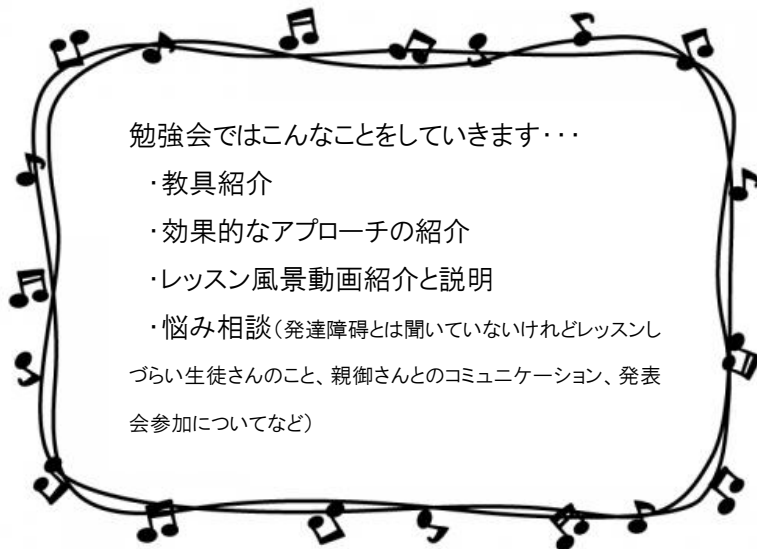 勉強会ではこんなことをしていきます・・・
・教具紹介
・効果的なアプローチの紹介
・レッスン風景動画紹介と説明
・悩み相談（発達障碍とは聞いていないけれどレッスンし
づらい生徒さんのこと、親御さんとのコミュニケーション、発表
会参加についてなど）